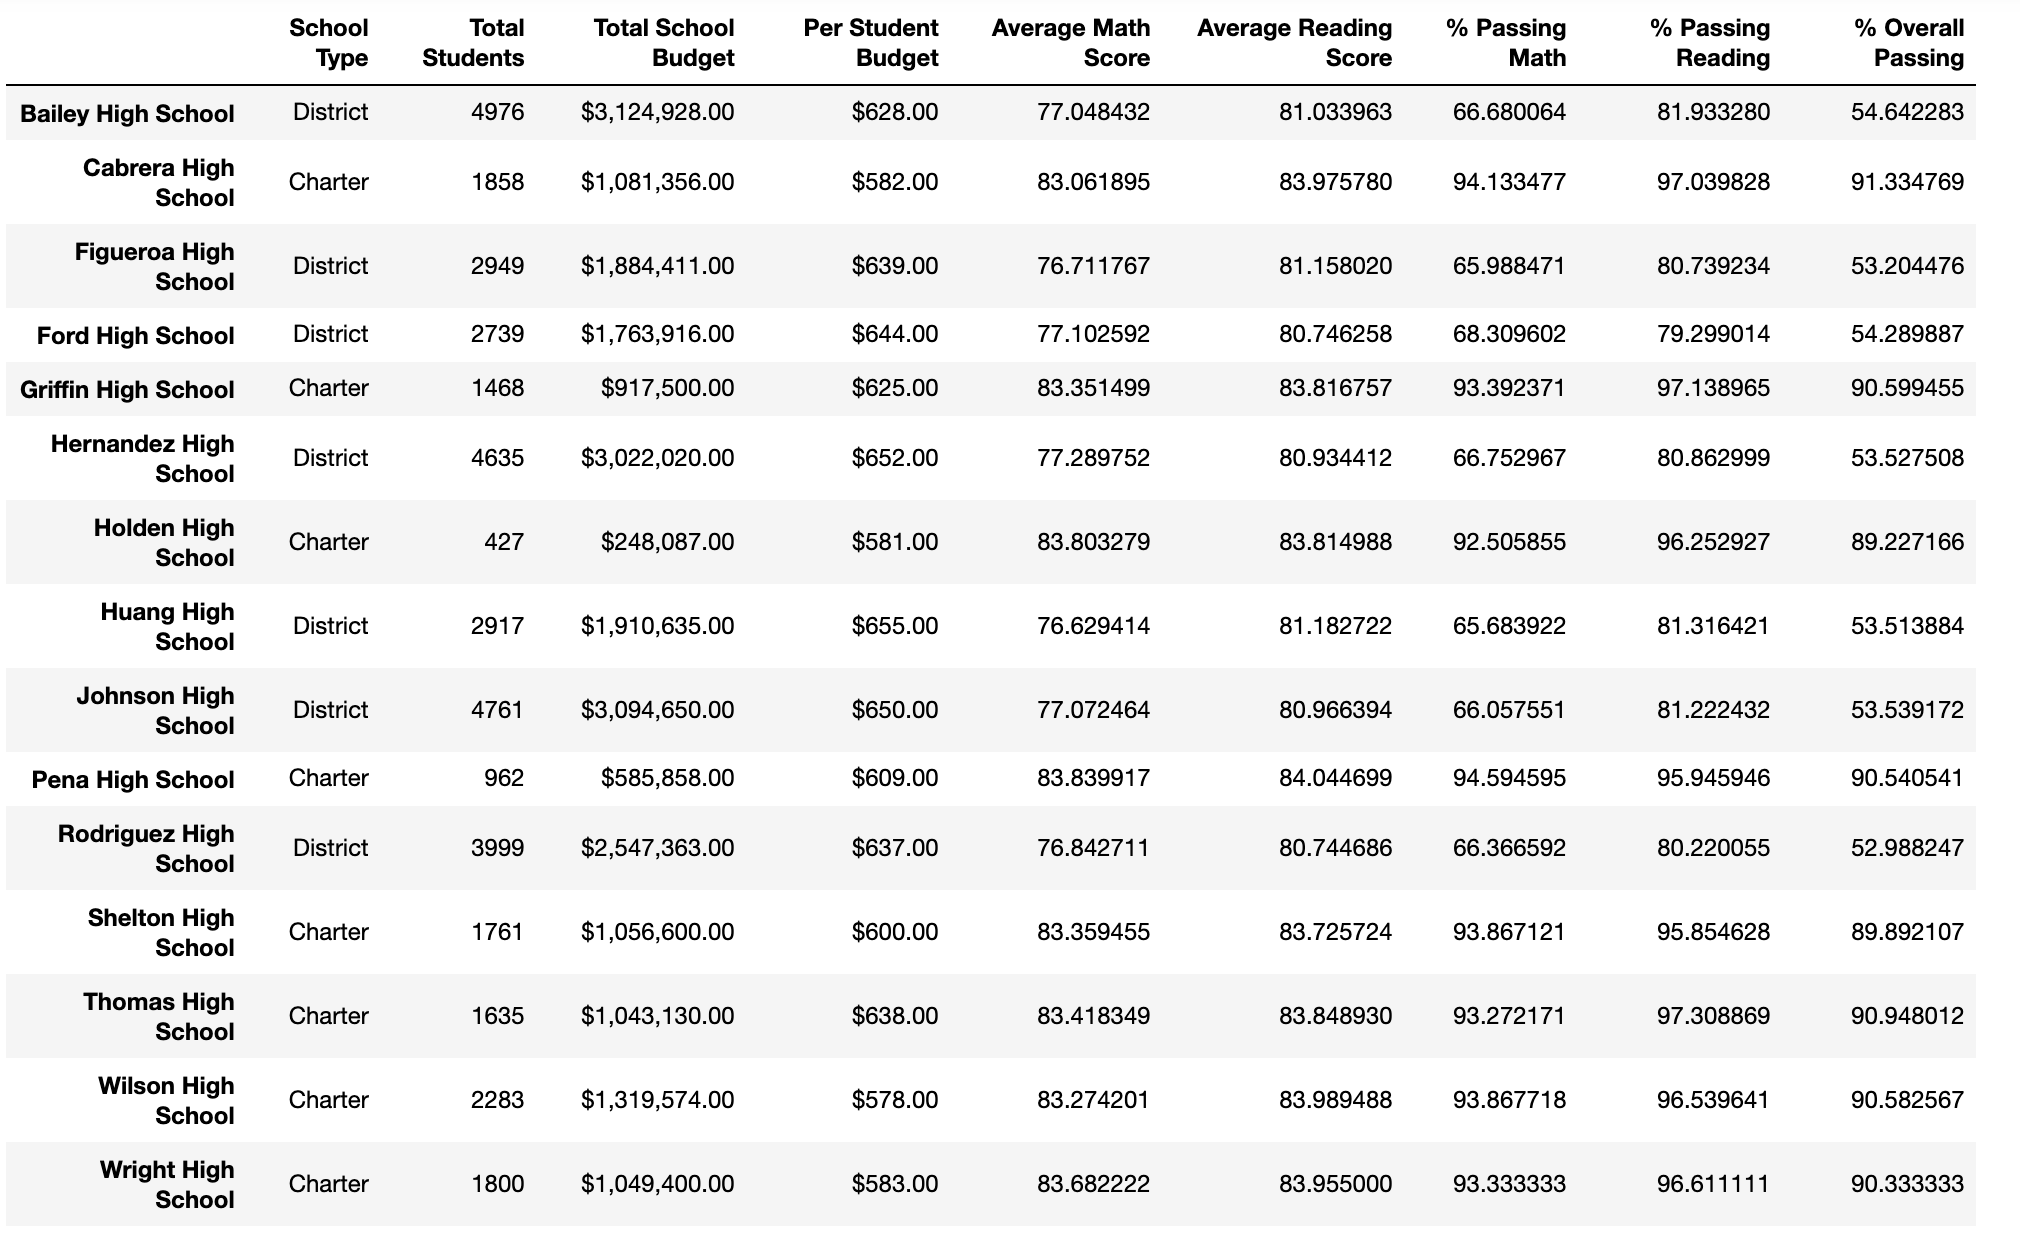 School Type Total Students Total School Budget Per Student Budget Average Math Score Average Reading Score % Passing Math % Passing Reading % Overall Passing
Bailey High School District 4976 $3,124,928.00 $628.00 77.048432 81.033963 66.680064 81.933280 54.642283
Cabrera High School Charter 1858 $1,081,356.00 $582.00 83.061895 83.975780 94.133477 97.039828 91.334769
Figueroa High School District 2949 $1,884,411.00 $639.00 76.711767 81.158020 65.988471 80.739234 53.204476
Ford High School District 2739 $1,763,916.00 $644.00 77.102592 80.746258 68.309602 79.299014 54.289887
Griffin High School Charter 1468 $917,500.00 $625.00 83.351499 83.816757 93.392371 97.138965 90.599455
Hernandez High School District 4635 $3,022,020.00 $652.00 77.289752 80.934412 66.752967 80.862999 53.527508
Holden High School Charter 427 $248,087.00 $581.00 83.803279 83.814988 92.505855 96.252927 89.227166
Huang High School District 2917 $1,910,635.00 $655.00 76.629414 81.182722 65.683922 81.316421 53.513884
Johnson High School District 4761 $3,094,650.00 $650.00 77.072464 80.966394 66.057551 81.222432 53.539172
Pena High School Charter 962 $585,858.00 $609.00 83.839917 84.044699 94.594595 95.945946 90.540541
Rodriguez High School District 3999 $2,547,363.00 $637.00 76.842711 80.744686 66.366592 80.220055 52.988247
Shelton High School Charter 1761 $1,056,600.00 $600.00 83.359455 83.725724 93.867121 95.854628 89.892107
Thomas High School Charter 1635 $1,043,130.00 $638.00 83.418349 83.848930 93.272171 97.308869 90.948012
Wilson High School Charter 2283 $1,319,574.00 $578.00 83.274201 83.989488 93.867718 96.539641 90.582567
Wright High School Charter 1800 $1,049,400.00 $583.00 83.682222 83.955000 93.333333 96.611111 90.333333